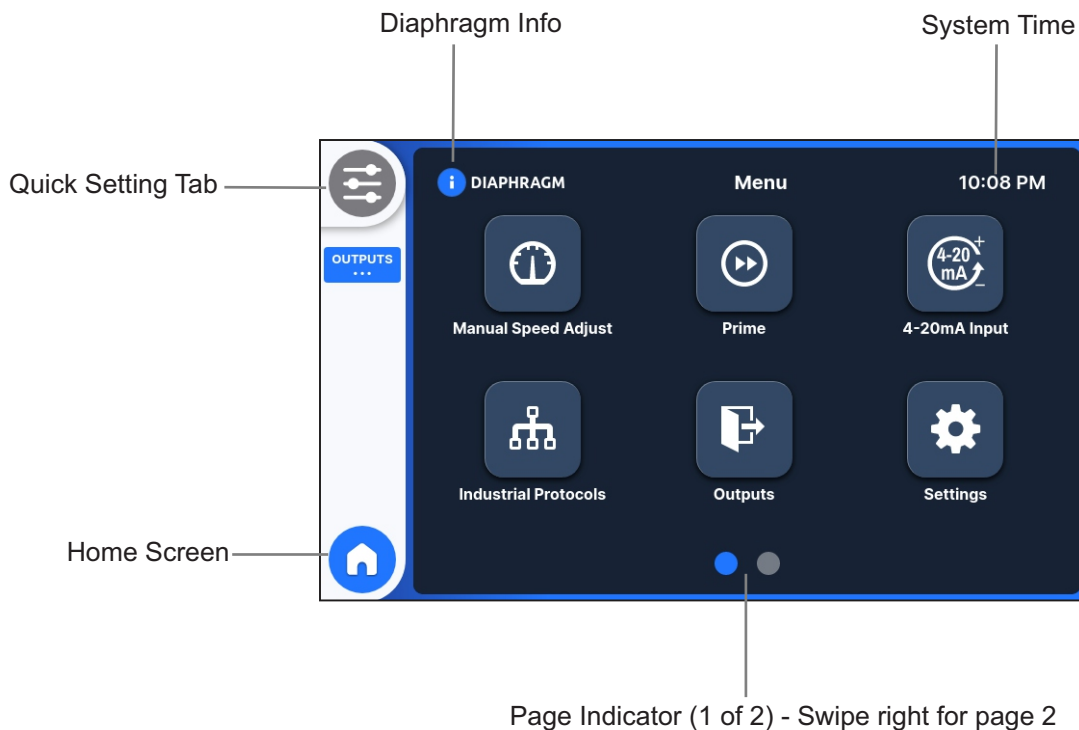 Diaphragm Info
System Time
Quick Setting Tab
DIAPHRAGM
Menu
10:08 PM
OUTPUTS
...
4-20
mA
+
-
Manual Speed Adjust
Prime
4-20mA Input
Industrial Protocols
Outputs
Settings
Home Screen
Page Indicator (1 of 2) - Swipe right for page 2